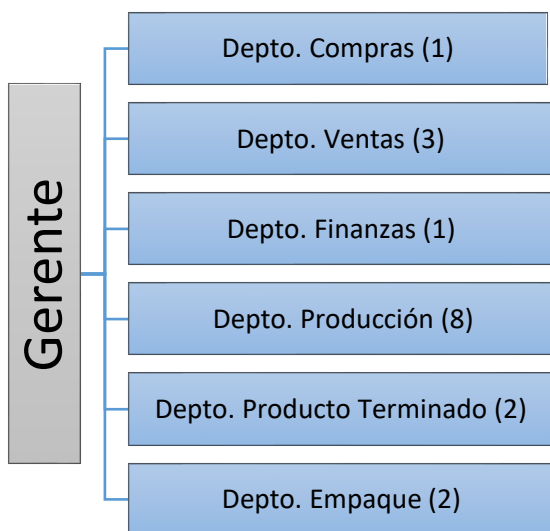 Gerente
Depto. Compras (1)
Depto. Ventas (3)
Depto. Finanzas (1)
Depto. Producción (8)
Depto. Producto Terminado (2)
Depto. Empaque (2)